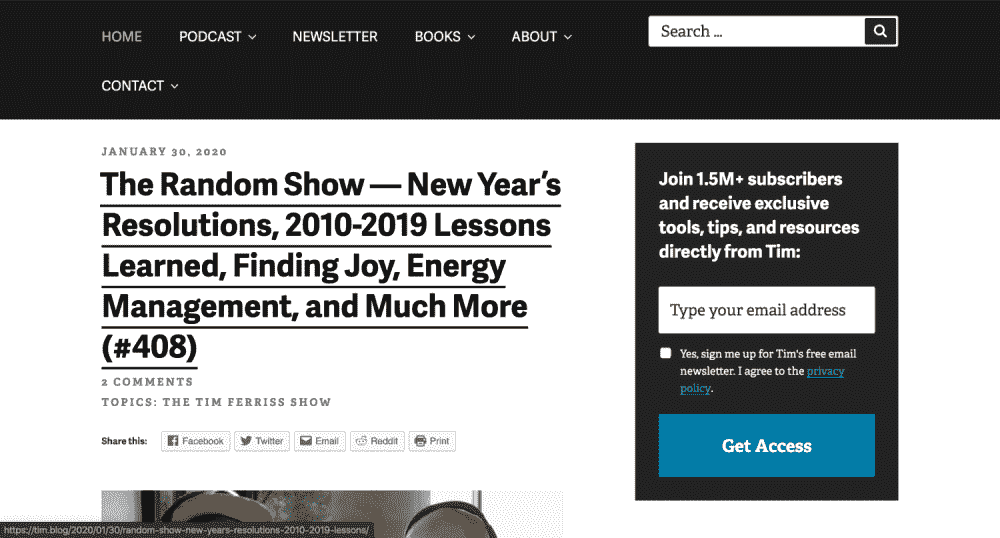 HOME PODCAST NEWSLETTER BOOKS ABOUT
Search ...
CONTACT
JANUARY 30, 2020
The Random Show — New Year's
Resolutions, 2010-2019 Lessons
Learned, Finding Joy, Energy
Management, and Much More
(#408)
2 COMMENTS
TOPICS: THE TIM FERRISS SHOW
Share this: Facebook Twitter Email Reddit Print
Join 1.5M+ subscribers
and receive exclusive
tools, tips, and resources
directly from Tim:
Type your email address
Yes, sign me up for Tim's free email
newsletter. I agree to the privacy
policy.
Get Access
https://tim.blog/2020/01/30/random-show-new-years-resolutions-2010-2019-lessons/